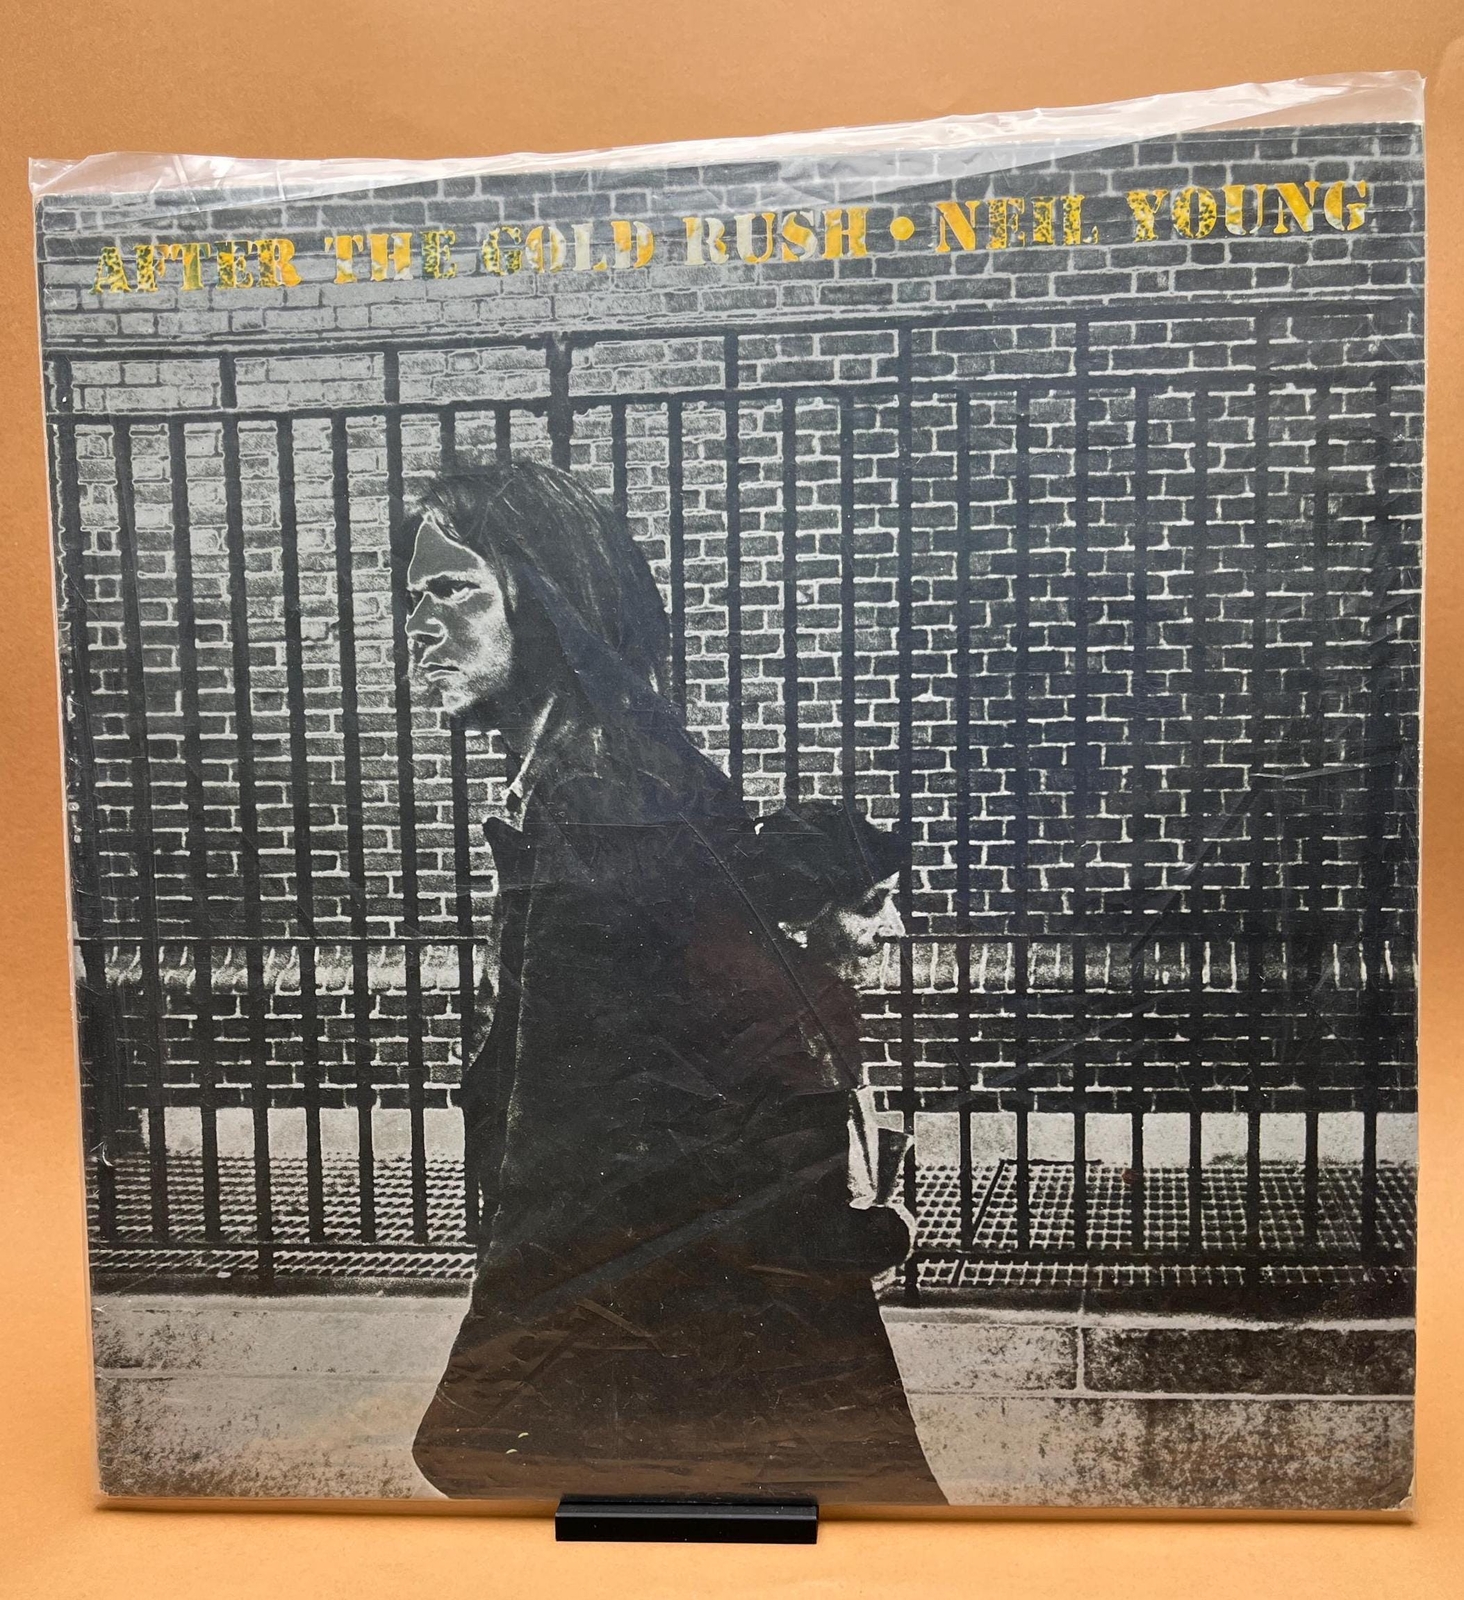 AFTER THE GOLD RUSH • NEIL YOUNG